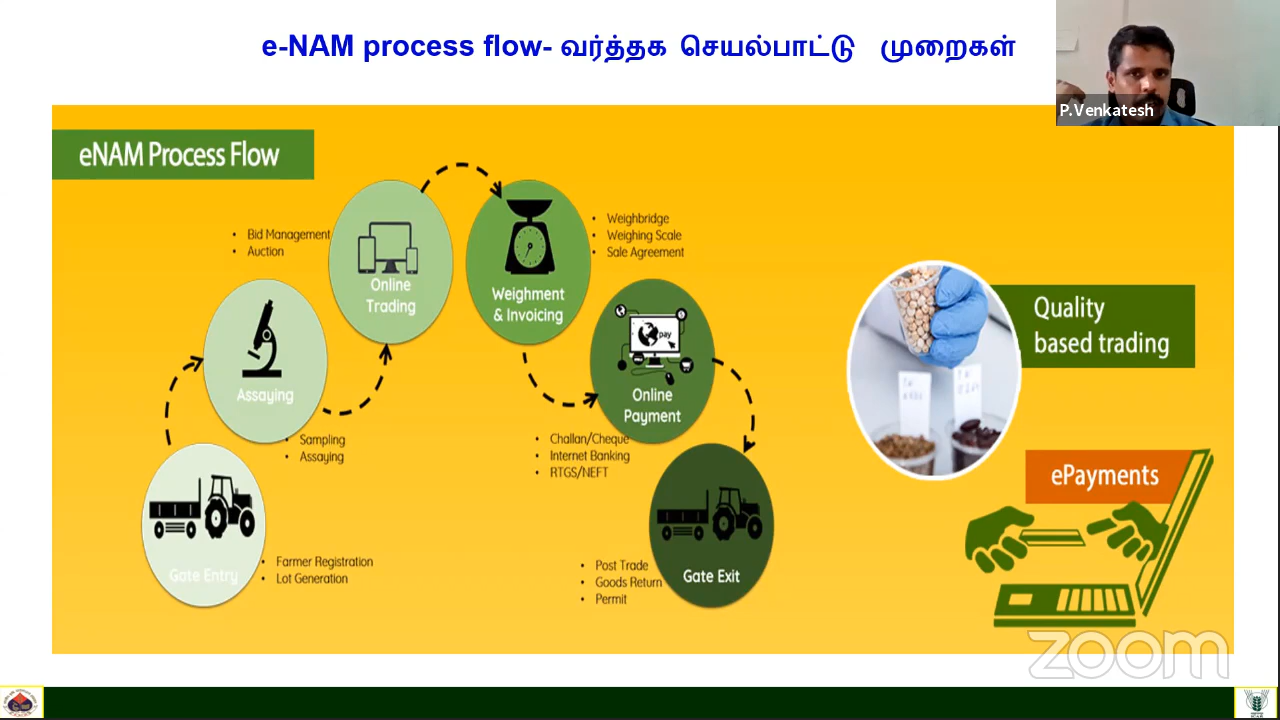 e-NAM process flow- வர்த்தக செயல்பாட்டு முறைகள்
P.Venkatesh
eNAM Process Flow
• Bid Management
• Auction
Online
Trading
Weighment
& Invoicing
• Weighbridge
• Weighing Scale
• Sale Agreement
Assaying
• Sampling
• Assaying
pay
Online
Payment
• Challan/Cheque
• Internet Banking
• RTGS/NEFT
Gate Entry
• Farmer Registration
• Lot Generation
• Post Trade
• Goods Return
• Permit
Gate Exit
Quality
based trading
ePayments
zoom